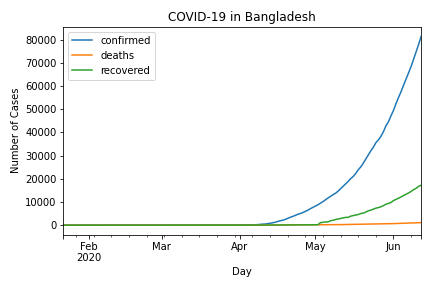 COVID-19 in Bangladesh
confirmed
deaths
recovered
Number of Cases
80000
70000
60000
50000
40000
30000
20000
10000
0
Feb Mar Apr May Jun
2020
Day